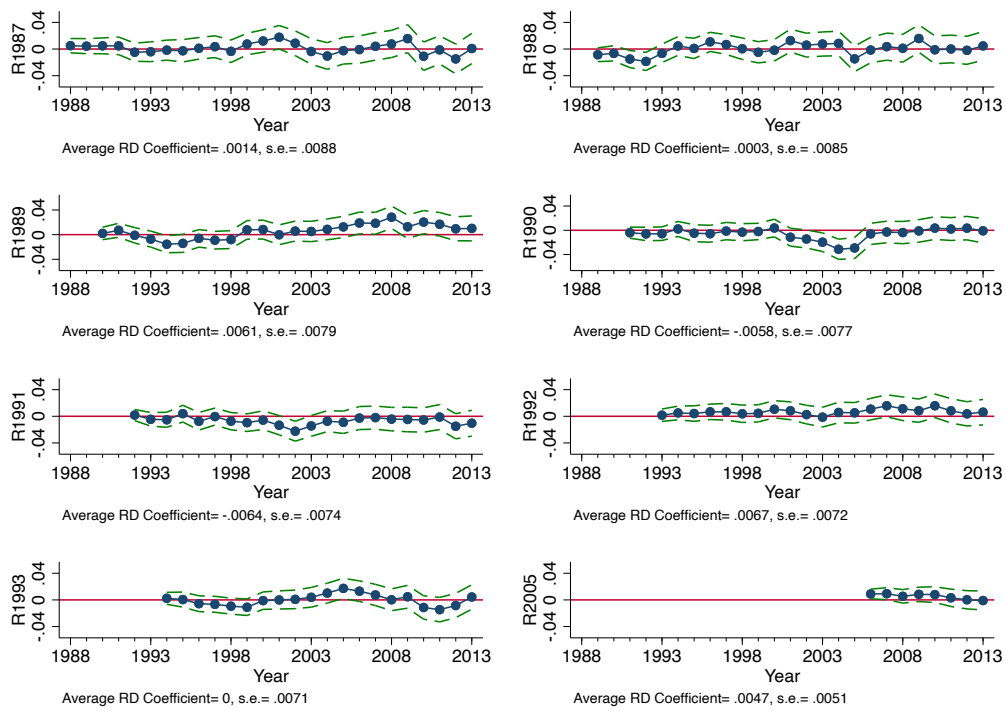 R1987
.04
0
-.04
1988 1993 1998 2003 2008 2013
Year
Average RD Coefficient= .0014, s.e.= .0088
R1988
.04
0
-.04
1988 1993 1998 2003 2008 2013
Year
Average RD Coefficient= .0003, s.e.= .0085
R1989
.04
0
-.04
1988 1993 1998 2003 2008 2013
Year
Average RD Coefficient= .0061, s.e.= .0079
R1990
.04
0
-.04
1988 1993 1998 2003 2008 2013
Year
Average RD Coefficient= -.0058, s.e.= .0077
R1991
.04
0
-.04
1988 1993 1998 2003 2008 2013
Year
Average RD Coefficient= -.0064, s.e.= .0074
R1992
.04
0
-.04
1988 1993 1998 2003 2008 2013
Year
Average RD Coefficient= .0067, s.e.= .0072
R1993
.04
0
-.04
1988 1993 1998 2003 2008 2013
Year
Average RD Coefficient= 0, s.e.= .0071
R2005
.04
0
-.04
1988 1993 1998 2003 2008 2013
Year
Average RD Coefficient= .0047, s.e.= .0051